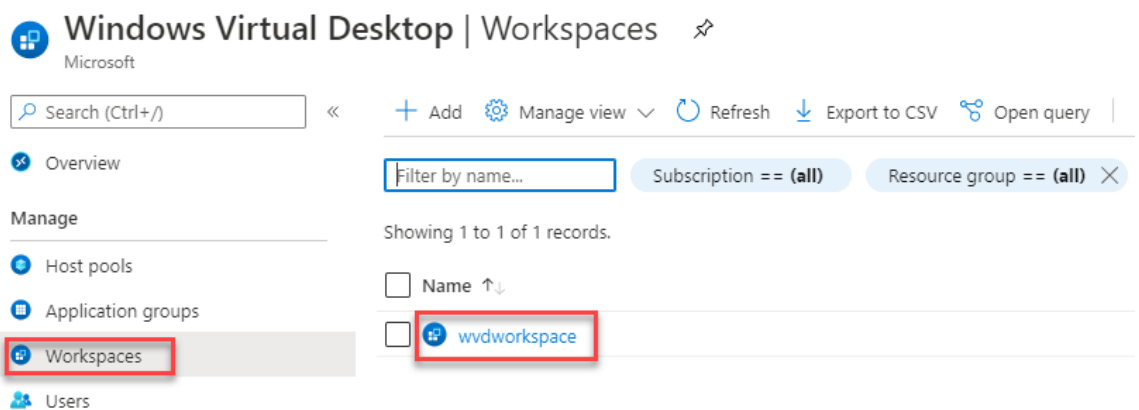 Windows Virtual Desktop | Workspaces
Microsoft
Search (Ctrl+/)
«
Add
Manage view
Refresh
Export to CSV
Open query
Overview
Filter by name...
Subscription == (all)
Resource group == (all)
Manage
Showing 1 to 1 of 1 records.
Host pools
Name ↑↓
Application groups
wvdworkspace
Workspaces
Users